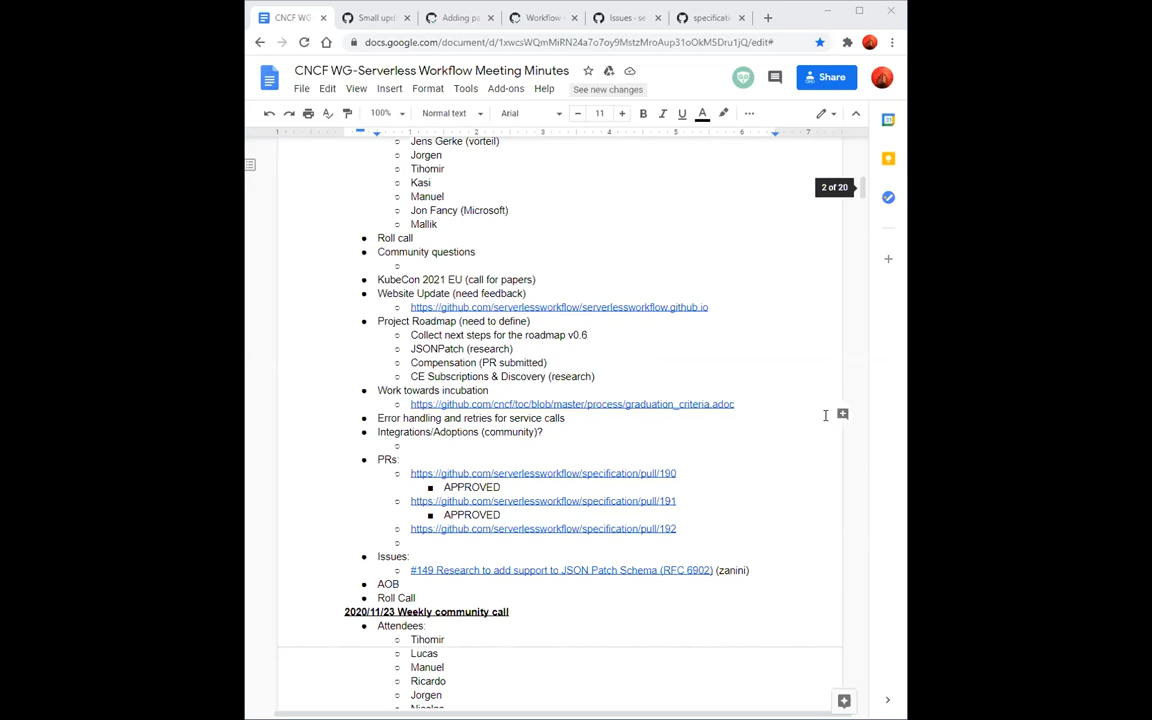 CNCF WG
Small upd
Adding pa
Workflow
Issues - se
specificati
docs.google.com/document/d/1xwcsWQmMiRN24a7o7oy9MstzMroAup31oOkM5Dru1jQ/edit#
CNCF WG-Serverless Workflow Meeting Minutes
Share
File Edit View Insert Format Tools Add-ons Help See new changes
100% Normal text Arial 11 B I U A
1 1 2 3 4 5 6 7
Jens Gerke (vorteil)
Jorgen
Tihomir
Kasi
2 of 20
Manuel
Jon Fancy (Microsoft)
Mallik
Roll call
Community questions
KubeCon 2021 EU (call for papers)
Website Update (need feedback)
https://github.com/serverlessworkflow/serverlessworkflow.github.io
Project Roadmap (need to define)
Collect next steps for the roadmap v0.6
JSONPatch (research)
Compensation (PR submitted)
CE Subscriptions & Discovery (research)
Work towards incubation
https://github.com/cncf/toc/blob/master/process/graduation_criteria.adoc
Error handling and retries for service calls
Integrations/Adoptions (community)?
PRs:
https://github.com/serverlessworkflow/specification/pull/190
APPROVED
https://github.com/serverlessworkflow/specification/pull/191
APPROVED
https://github.com/serverlessworkflow/specification/pull/192
Issues:
#149 Research to add support to JSON Patch Schema (RFC 6902) (zanini)
AOB
Roll Call
2020/11/23 Weekly community call
Attendees:
Tihomir
Lucas
Manuel
Ricardo
Jorgen